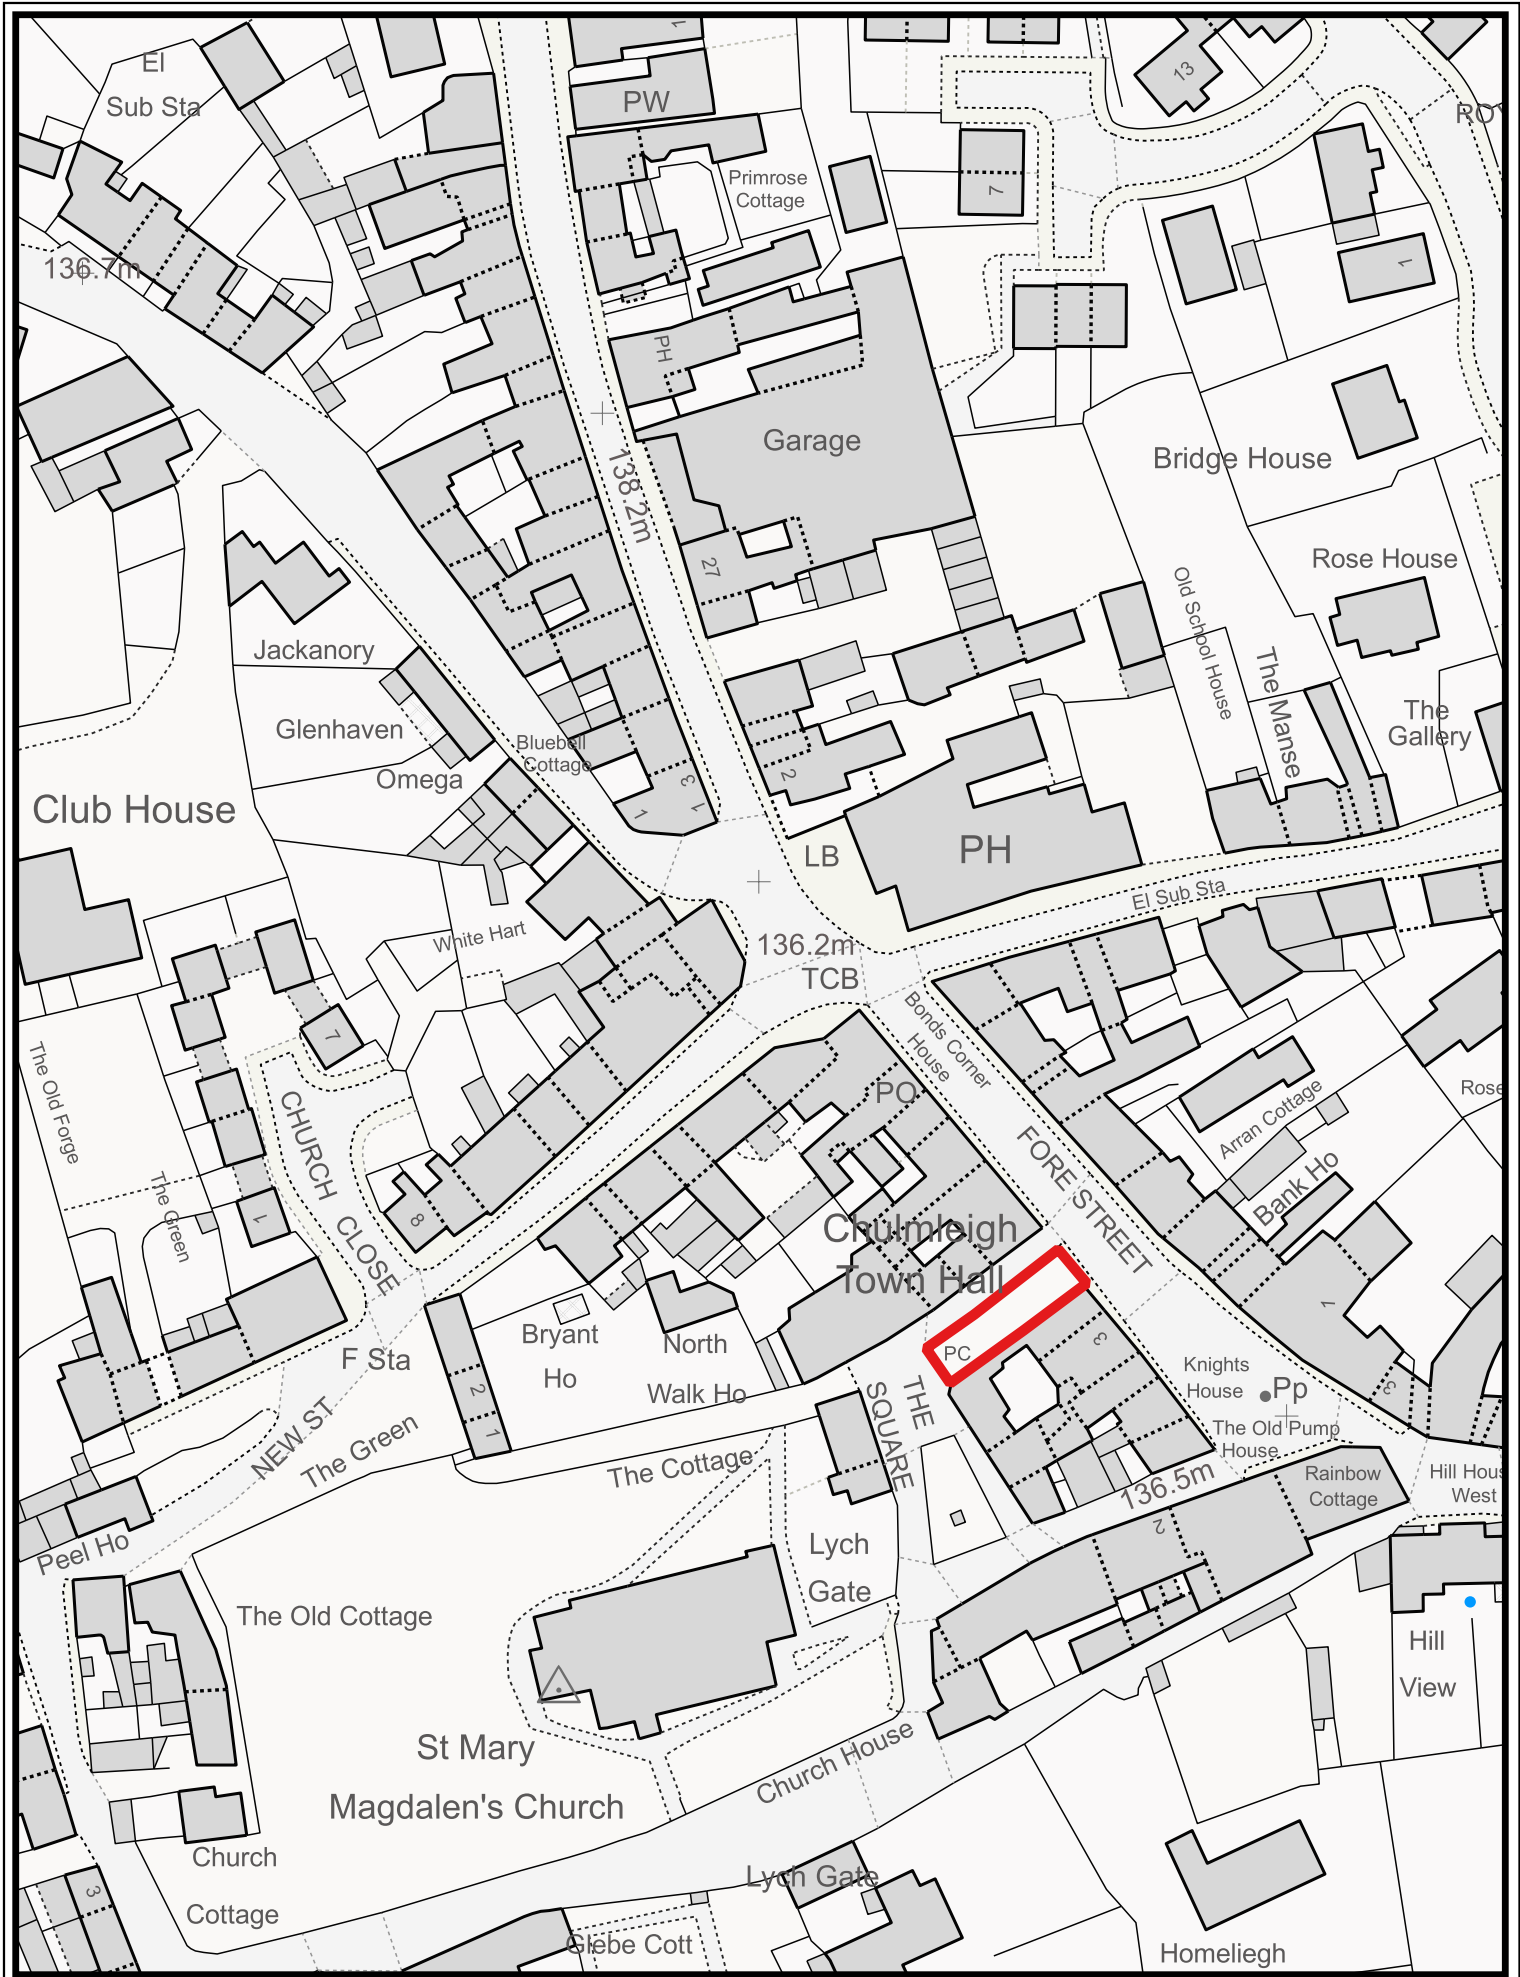 El
Sub Sta
1
PW
13
ROY
Primrose
Cottage
7
136.7m
1
PH
Garage
138.2m
Bridge House
27
Rose House
Old School House
The Manse
Jackanory
The
Gallery
Glenhaven
Bluebell
Cottage
Omega
2
3
1
1
Club House
LB
PH
El Sub Sta
White Hart
136.2m
TCB
Bonds Corner
House
7
The Old Forge
CHURCH CLOSE
PO
Rose
Arran Cottage
FORE STREET
Bank Ho
The Green
1
8
Chulmleigh
Town Hall
1
3
Bryant
Ho
North
Walk Ho
F Sta
PC
Knights
House
Pp
3
2
1
THE
SQUARE
NEW ST
The Green
The Old Pump
House
The Cottage
136.5m
Rainbow
Cottage
Hill Hous
West
2
Peel Ho
Lych
Gate
The Old Cottage
Hill
View
St Mary
Magdalen's Church
Church House
Church
Cottage
3
Lych Gate
Glebe Cott
Homeliegh